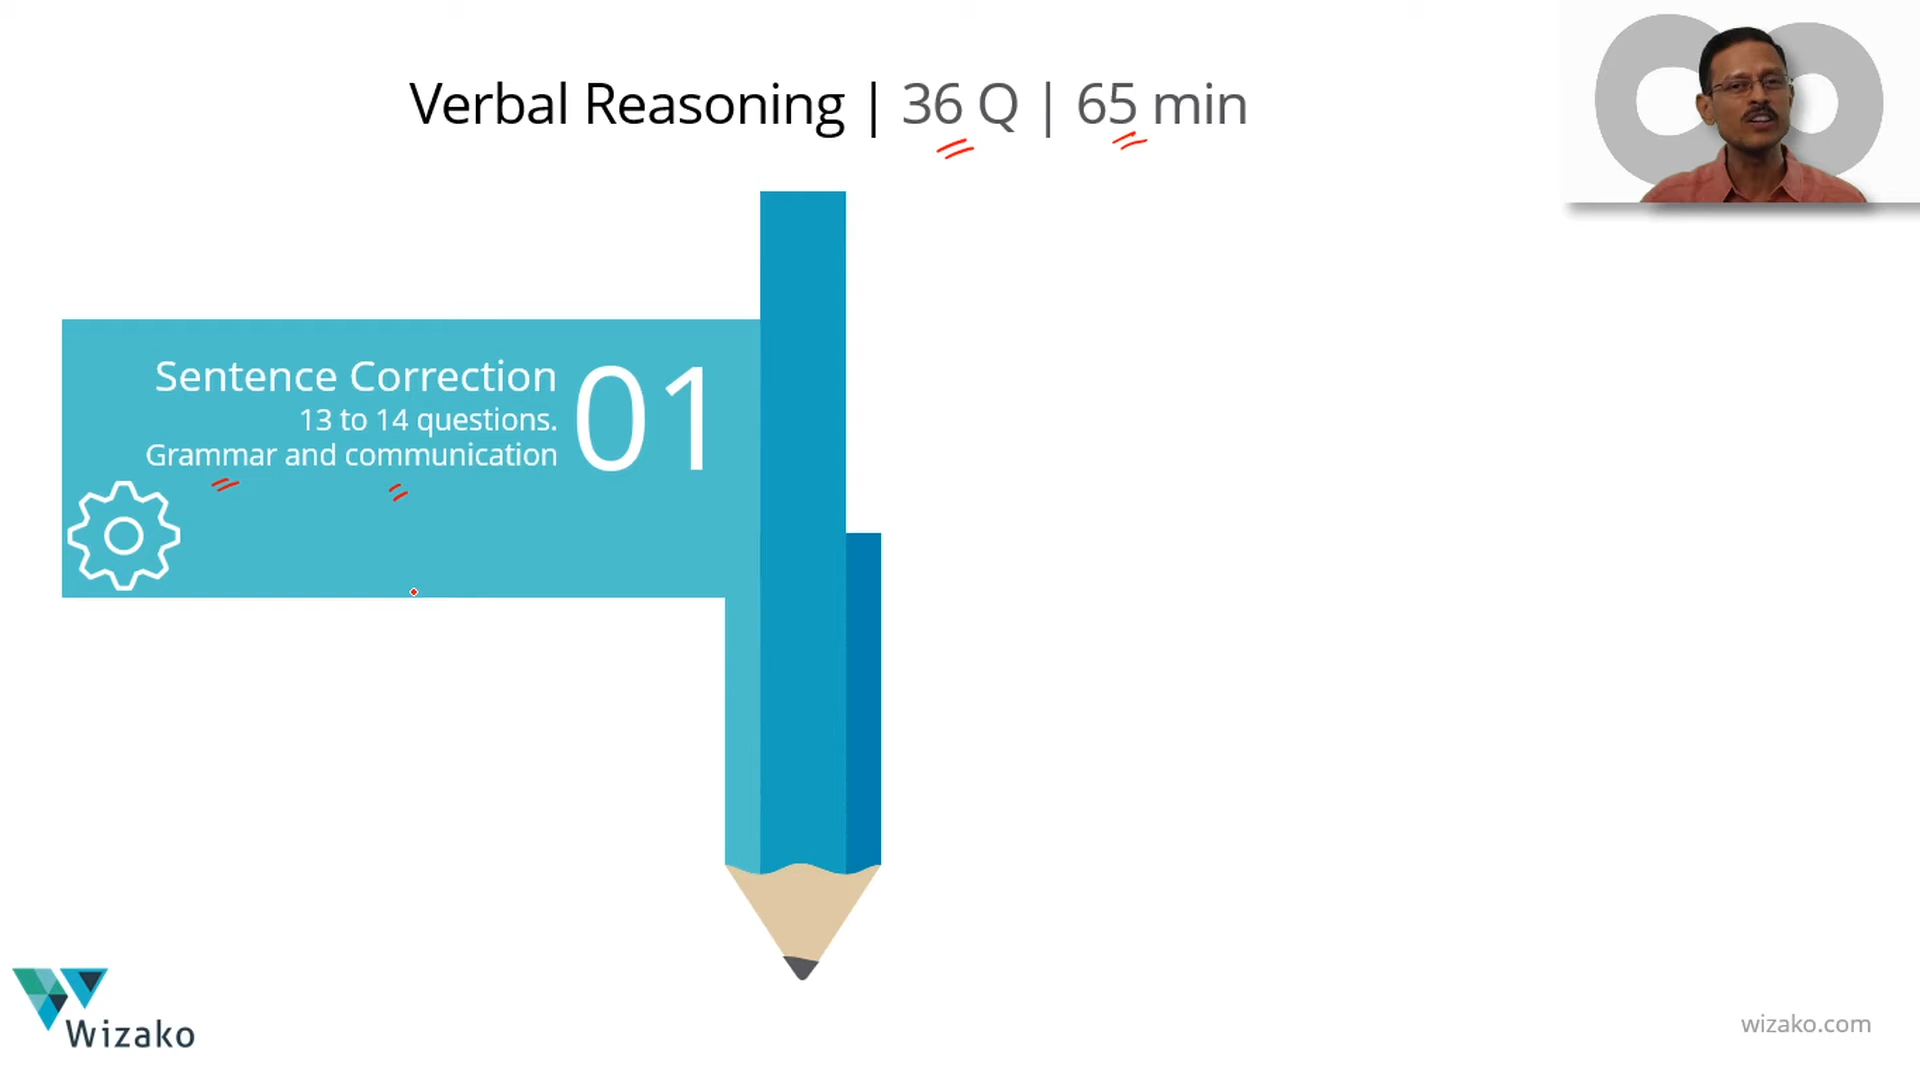 Verbal Reasoning | 36 Q | 65 min
Sentence Correction
13 to 14 questions.
Grammar and communication
01
Wizako
wizako.com